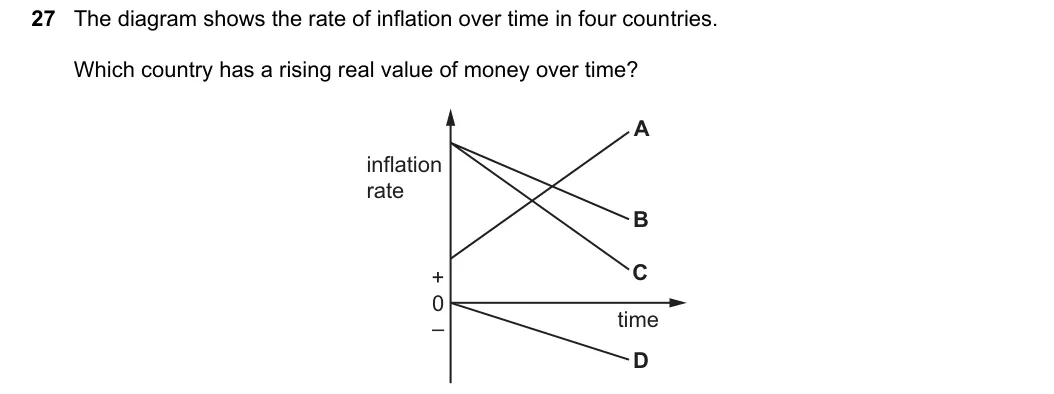 27 The diagram shows the rate of inflation over time in four countries.
Which country has a rising real value of money over time?
A
inflation
rate
B
C
+
0
time
–
D